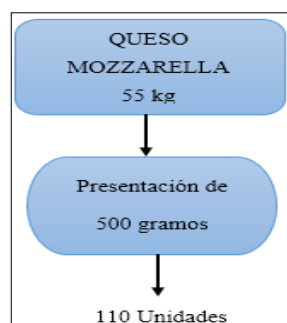 QUESO
MOZZARELLA
55 kg
Presentación de
500 gramos
110 Unidades